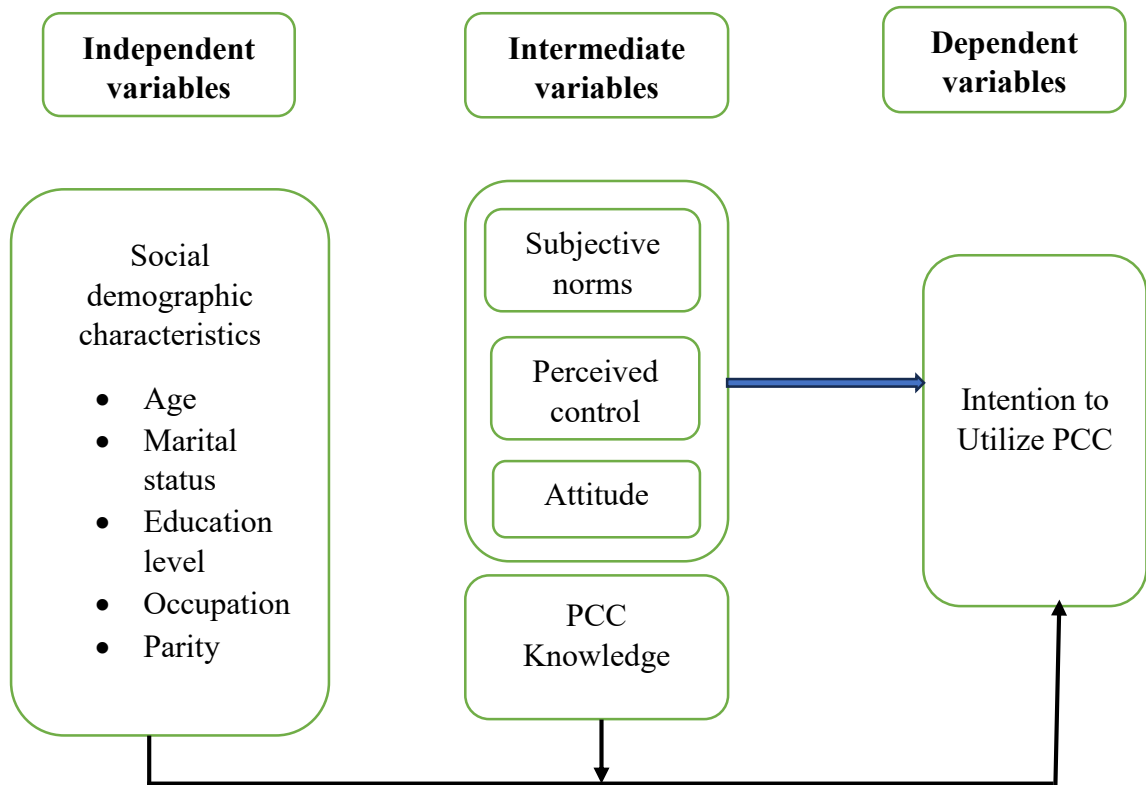 Independent
variables
Intermediate
variables
Dependent
variables
Social
demographic
characteristics
• Age
• Marital
status
• Education
level
• Occupation
• Parity
Subjective
norms
Perceived
control
Attitude
PCC
Knowledge
Intention to
Utilize PCC